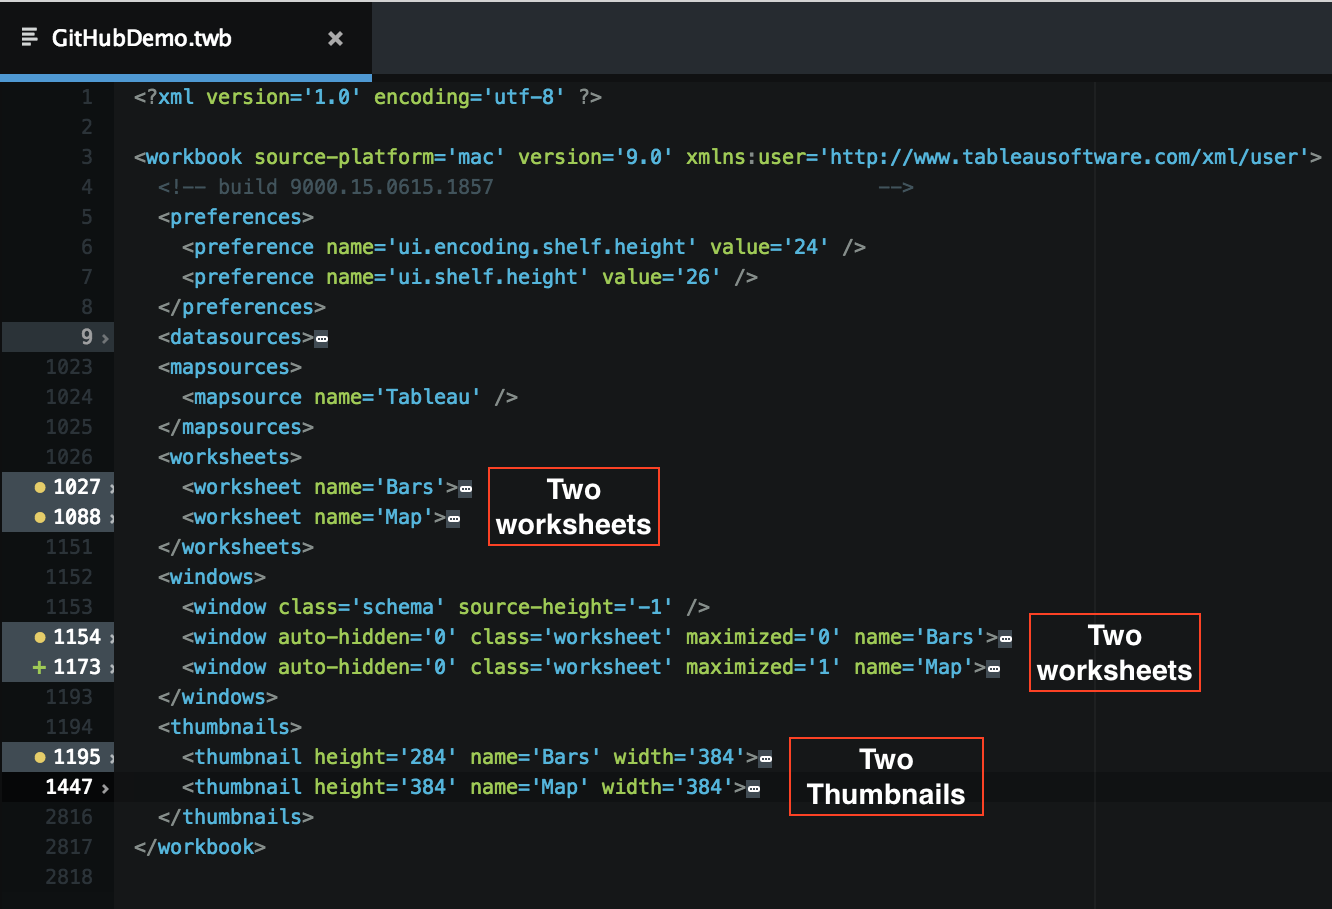 GitHubDemo.twb
1 <?xml version='1.0' encoding='utf-8' ?>
2
3 <workbook source-platform='mac' version='9.0' xmlns:user='http://www.tableausoftware.com/xml/user'>
4 <!-- build 9000.15.0615.1857 -->
5 <preferences>
6 <preference name='ui.encoding.shelf.height' value='24' />
7 <preference name='ui.shelf.height' value='26' />
8 </preferences>
9 <datasources>
1023 <mapsources>
1024 <mapsource name='Tableau' />
1025 </mapsources>
1026 <worksheets>
1027 <worksheet name='Bars'>
1088 <worksheet name='Map'>
Two
worksheets
1151 </worksheets>
1152 <windows>
1153 <window class='schema' source-height='-1' />
1154 <window auto-hidden='0' class='worksheet' maximized='0' name='Bars'>
+ 1173 <window auto-hidden='0' class='worksheet' maximized='1' name='Map'>
Two
worksheets
1193 </windows>
1194 <thumbnails>
1195 <thumbnail height='284' name='Bars' width='384'>
1447 <thumbnail height='384' name='Map' width='384'>
Two
Thumbnails
2816 </thumbnails>
2817 </workbook>
2818